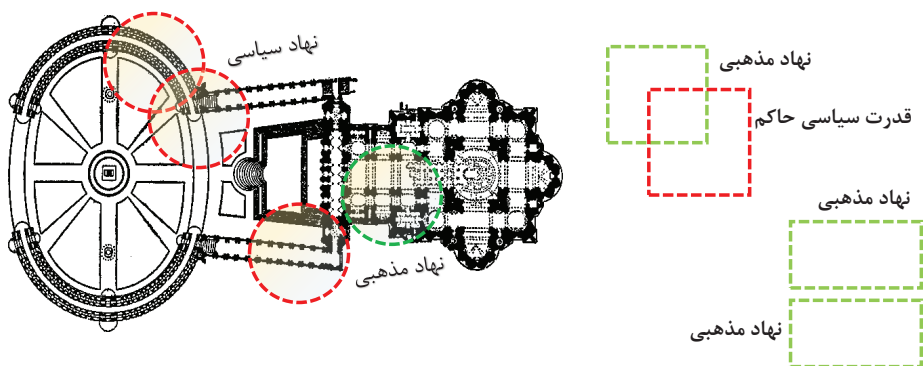 نهاد سیاسی
نهاد مذهبی
نهاد مذهبی
قدرت سیاسی حاکم
نهاد مذهبی
نهاد مذهبی